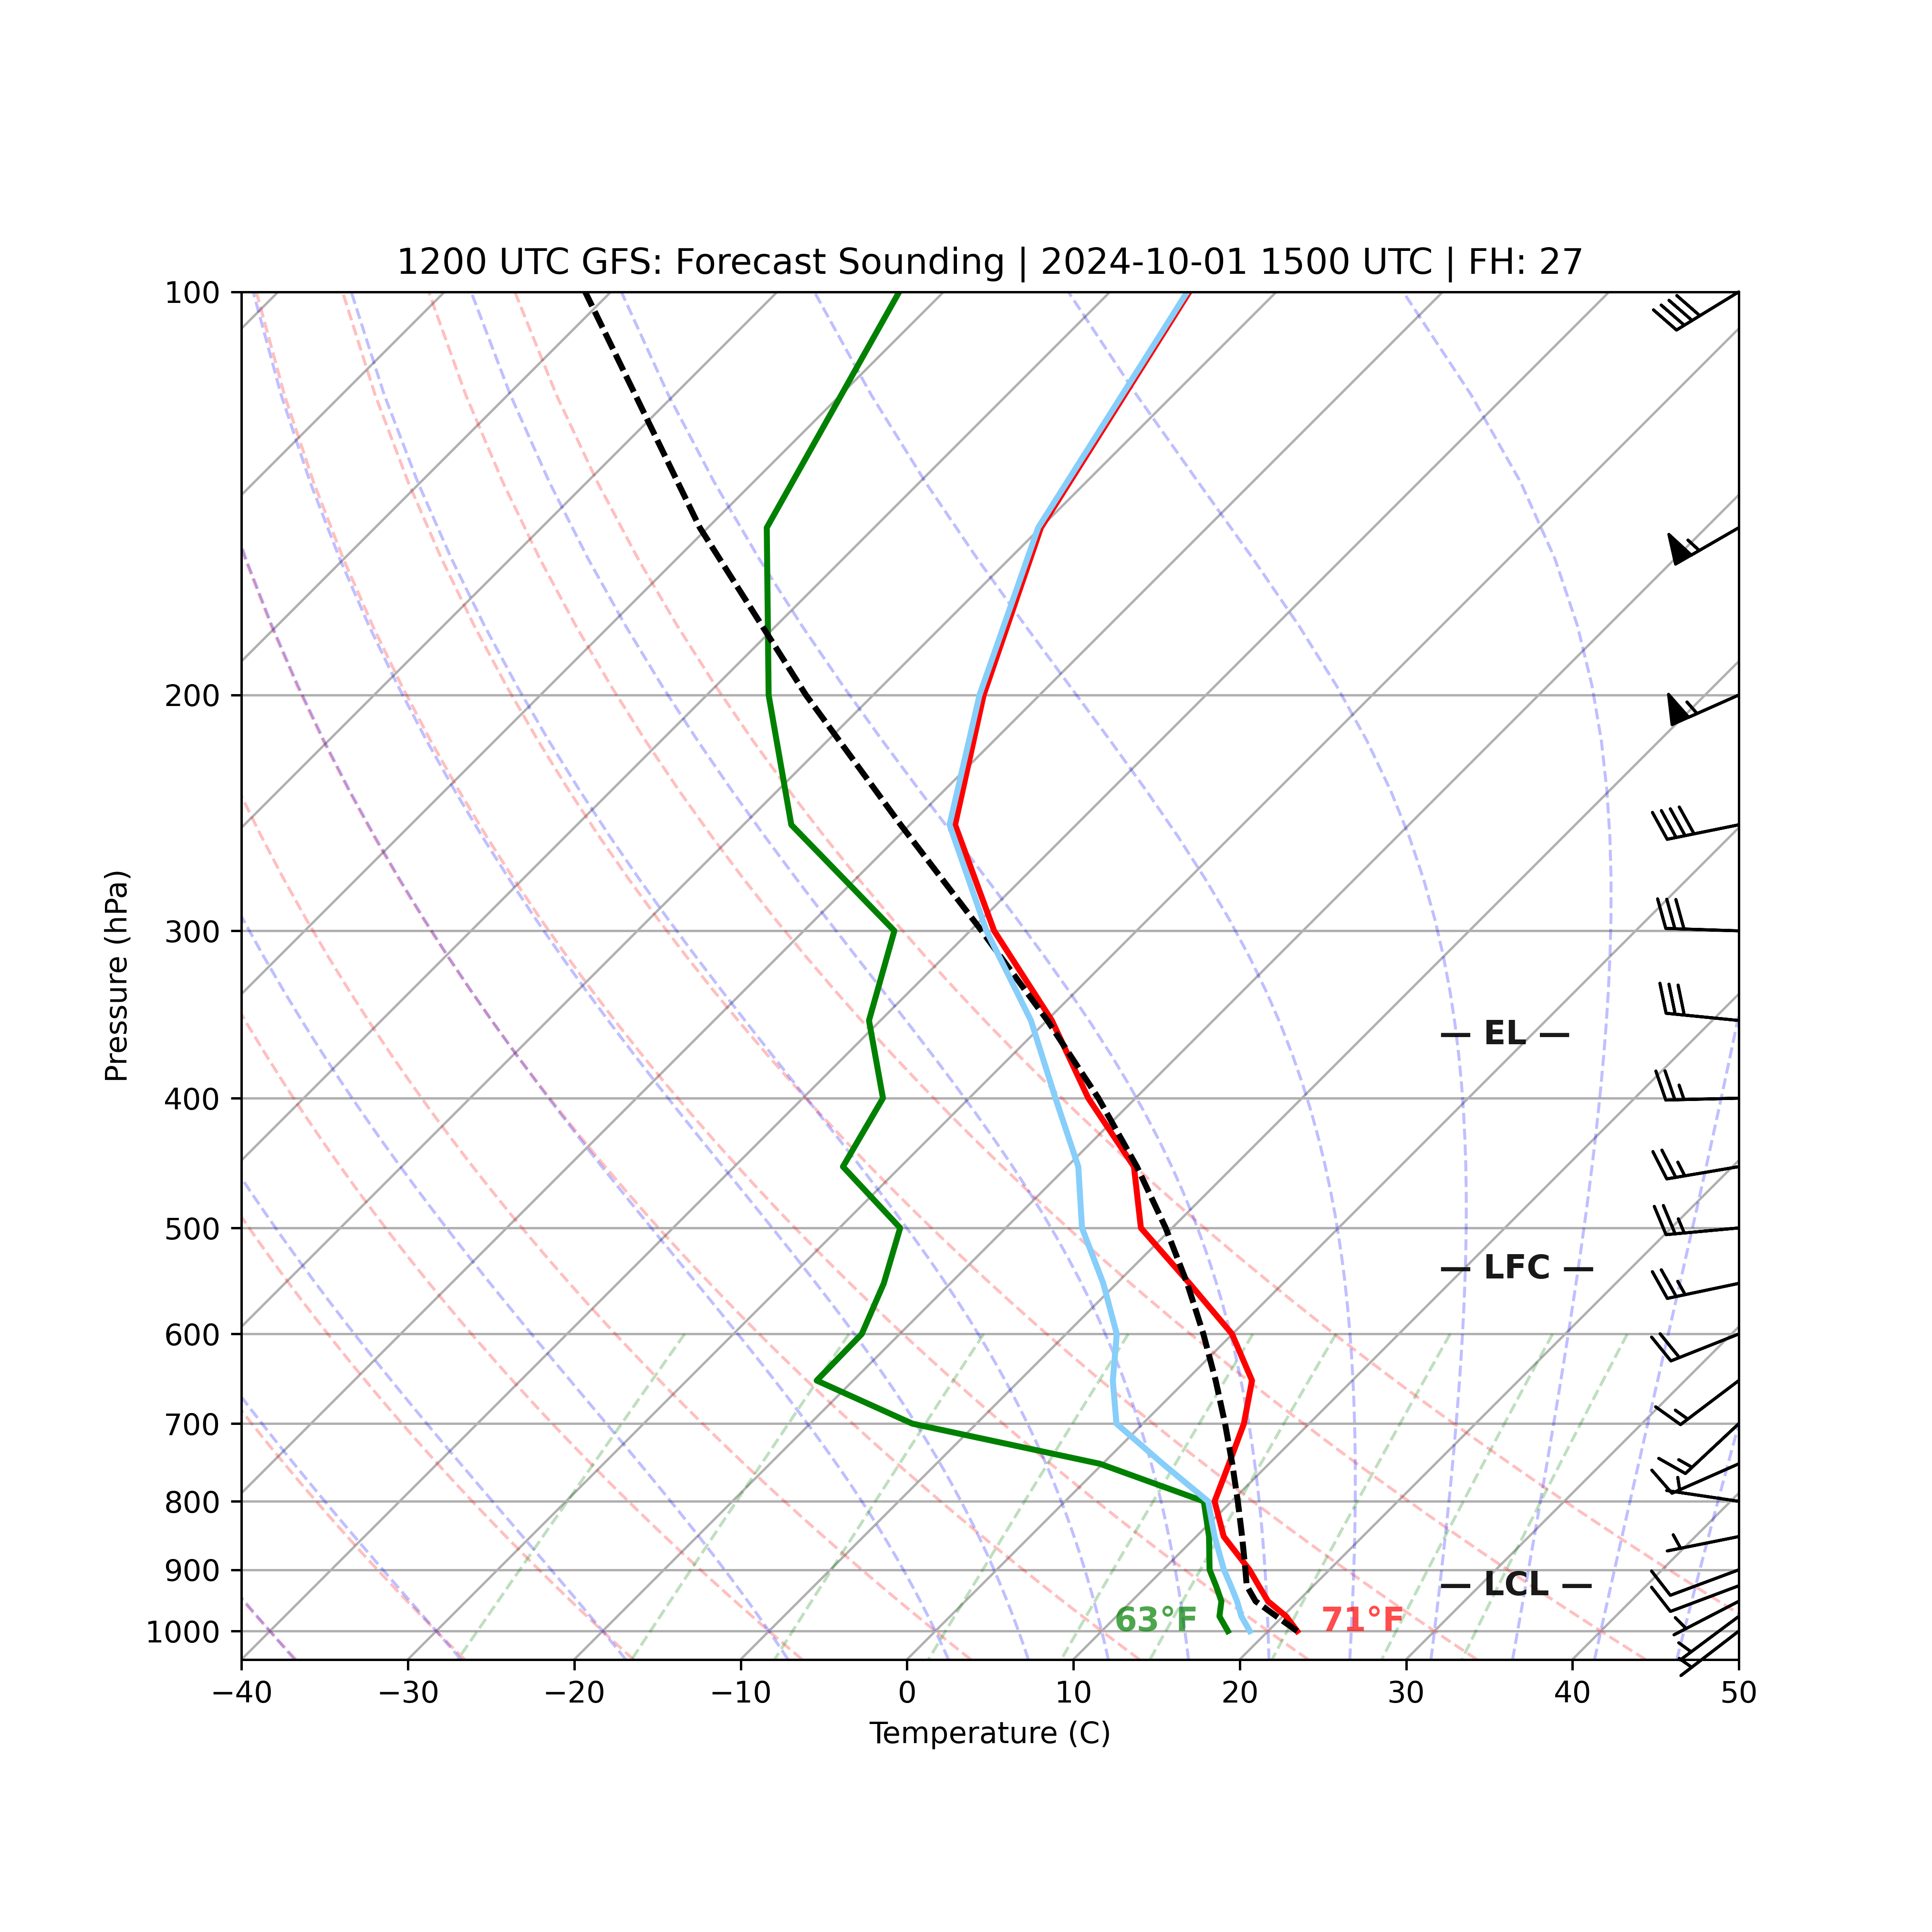 1200 UTC GFS: Forecast Sounding | 2024-10-01 1500 UTC | FH: 27
100
200
300
400
500
600
700
800
900
1000
Pressure (hPa)
— EL —
— LFC —
— LCL —
63°F
71°F
−40 −30 −20 −10 0 10 20 30 40 50
Temperature (C)